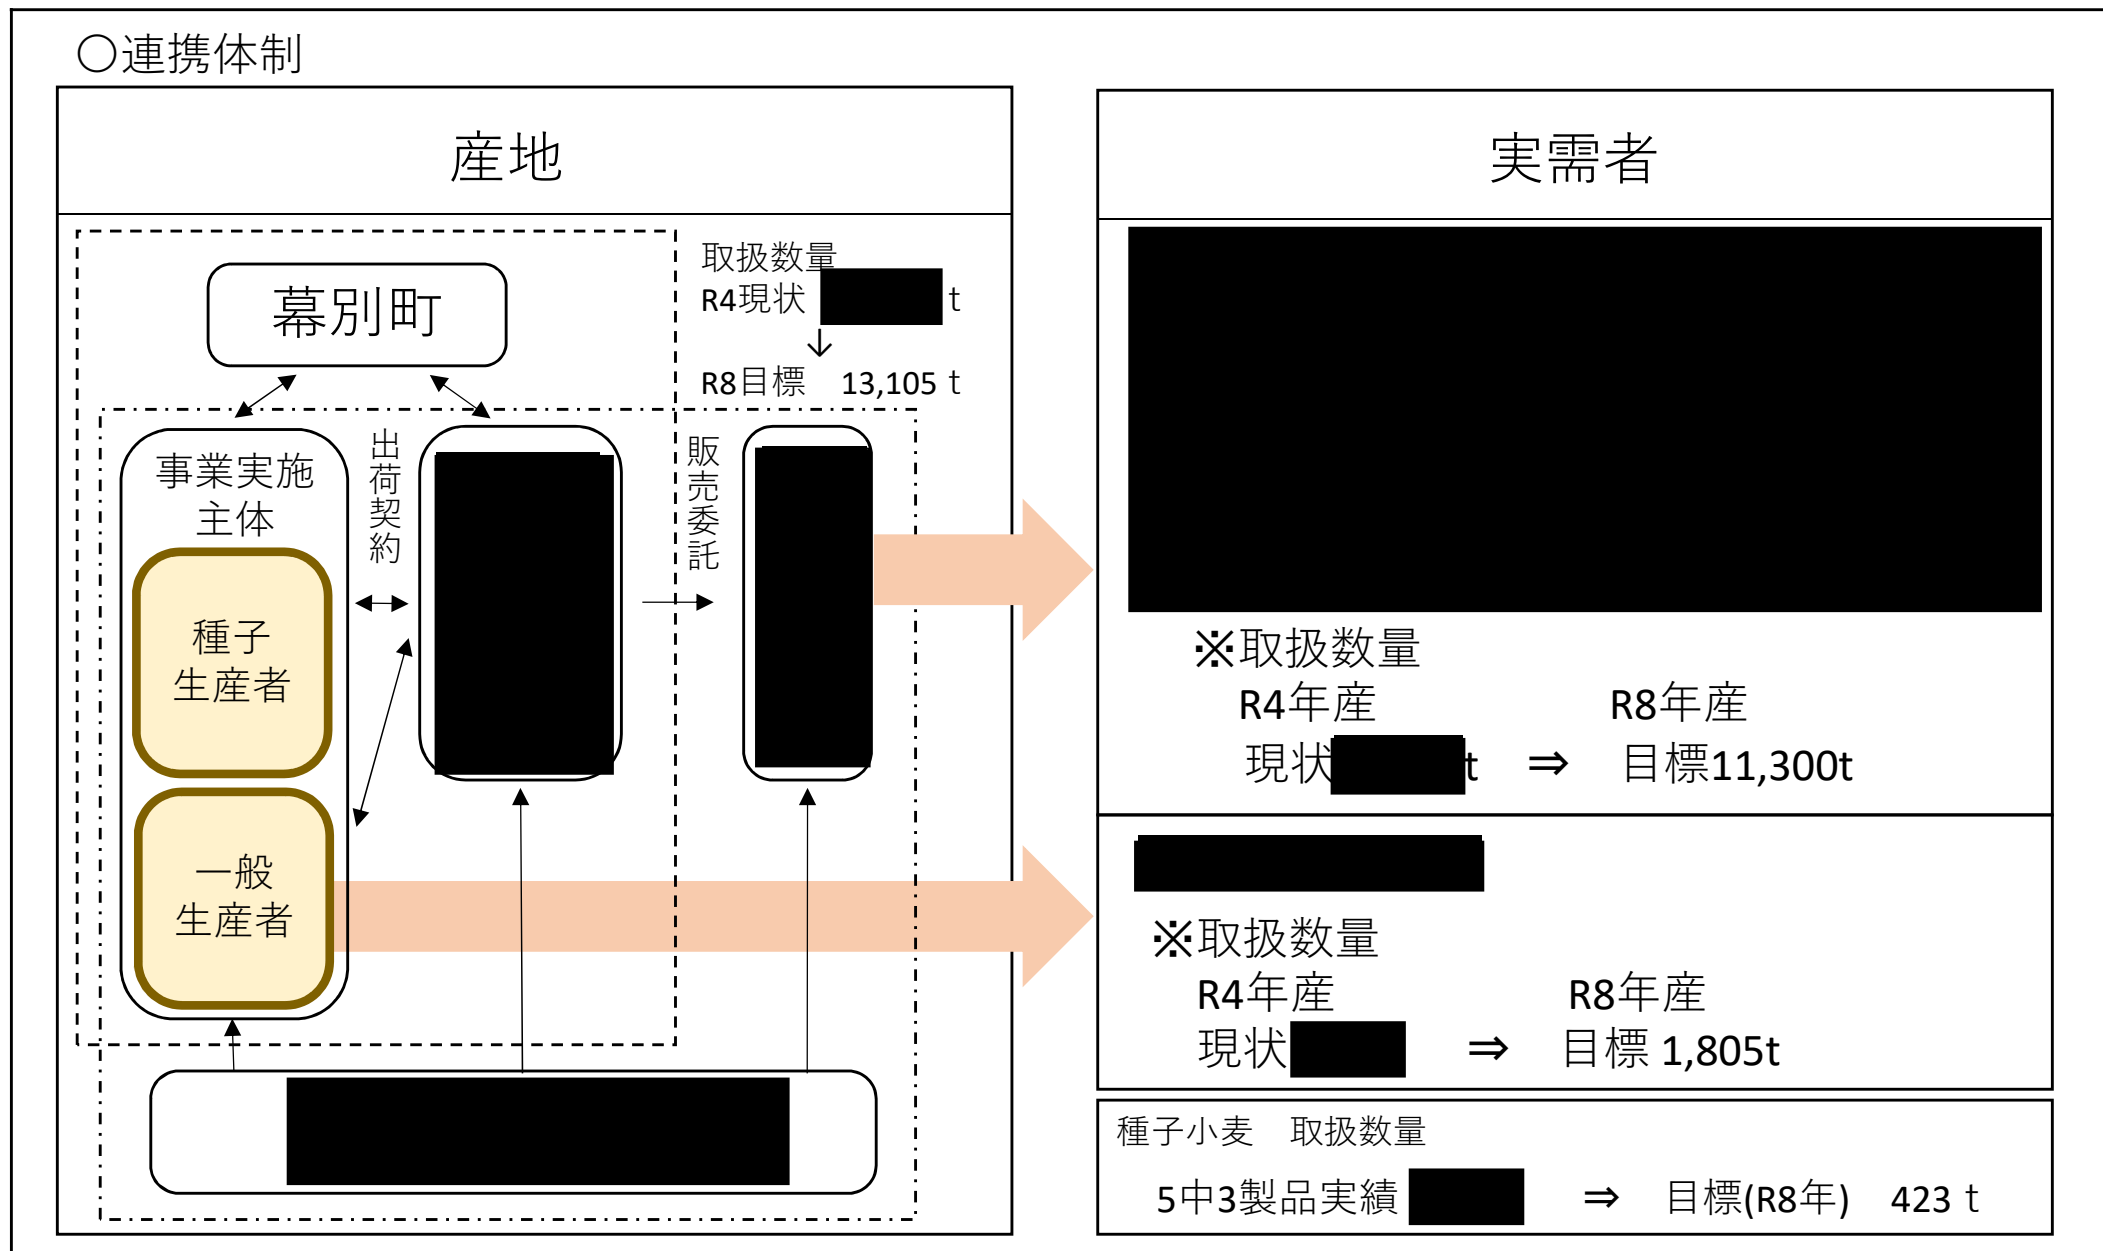 〇連携体制
産地
幕別町
取扱数量
R4現状 t
↓
R8目標 13,105 t
事業実施
主体
出荷契約
販売委託
種子
生産者
一般
生産者
実需者
※取扱数量
R4年産 R8年産
現状 t ⇒ 目標11,300t
※取扱数量
R4年産 R8年産
現状 ⇒ 目標 1,805t
種子小麦 取扱数量
5中3製品実績 ⇒ 目標(R8年) 423 t